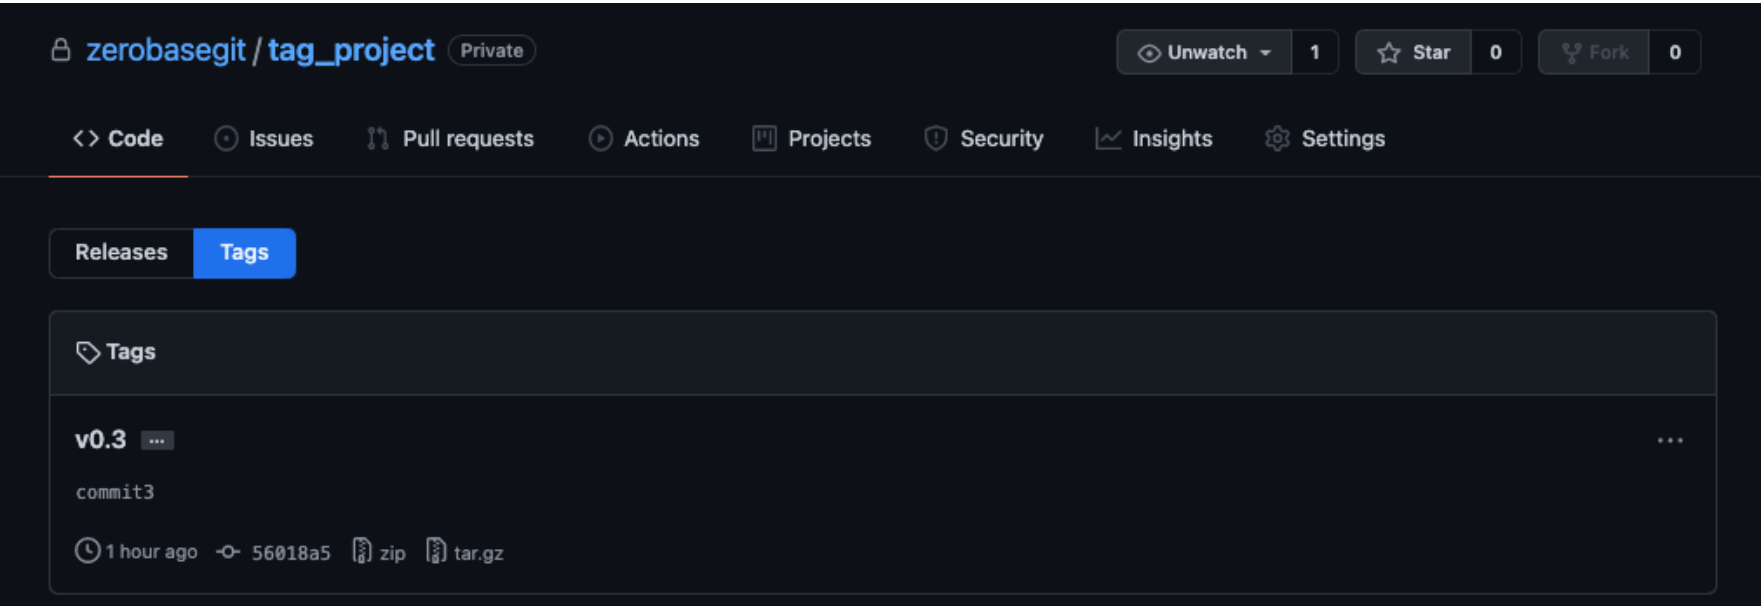 zerobasegit / tag_project Private Unwatch 1 Star 0 Fork 0
<> Code Issues Pull requests Actions Projects Security Insights Settings
Releases Tags
Tags
v0.3 ...
commit3
1 hour ago 56018a5 zip tar.gz